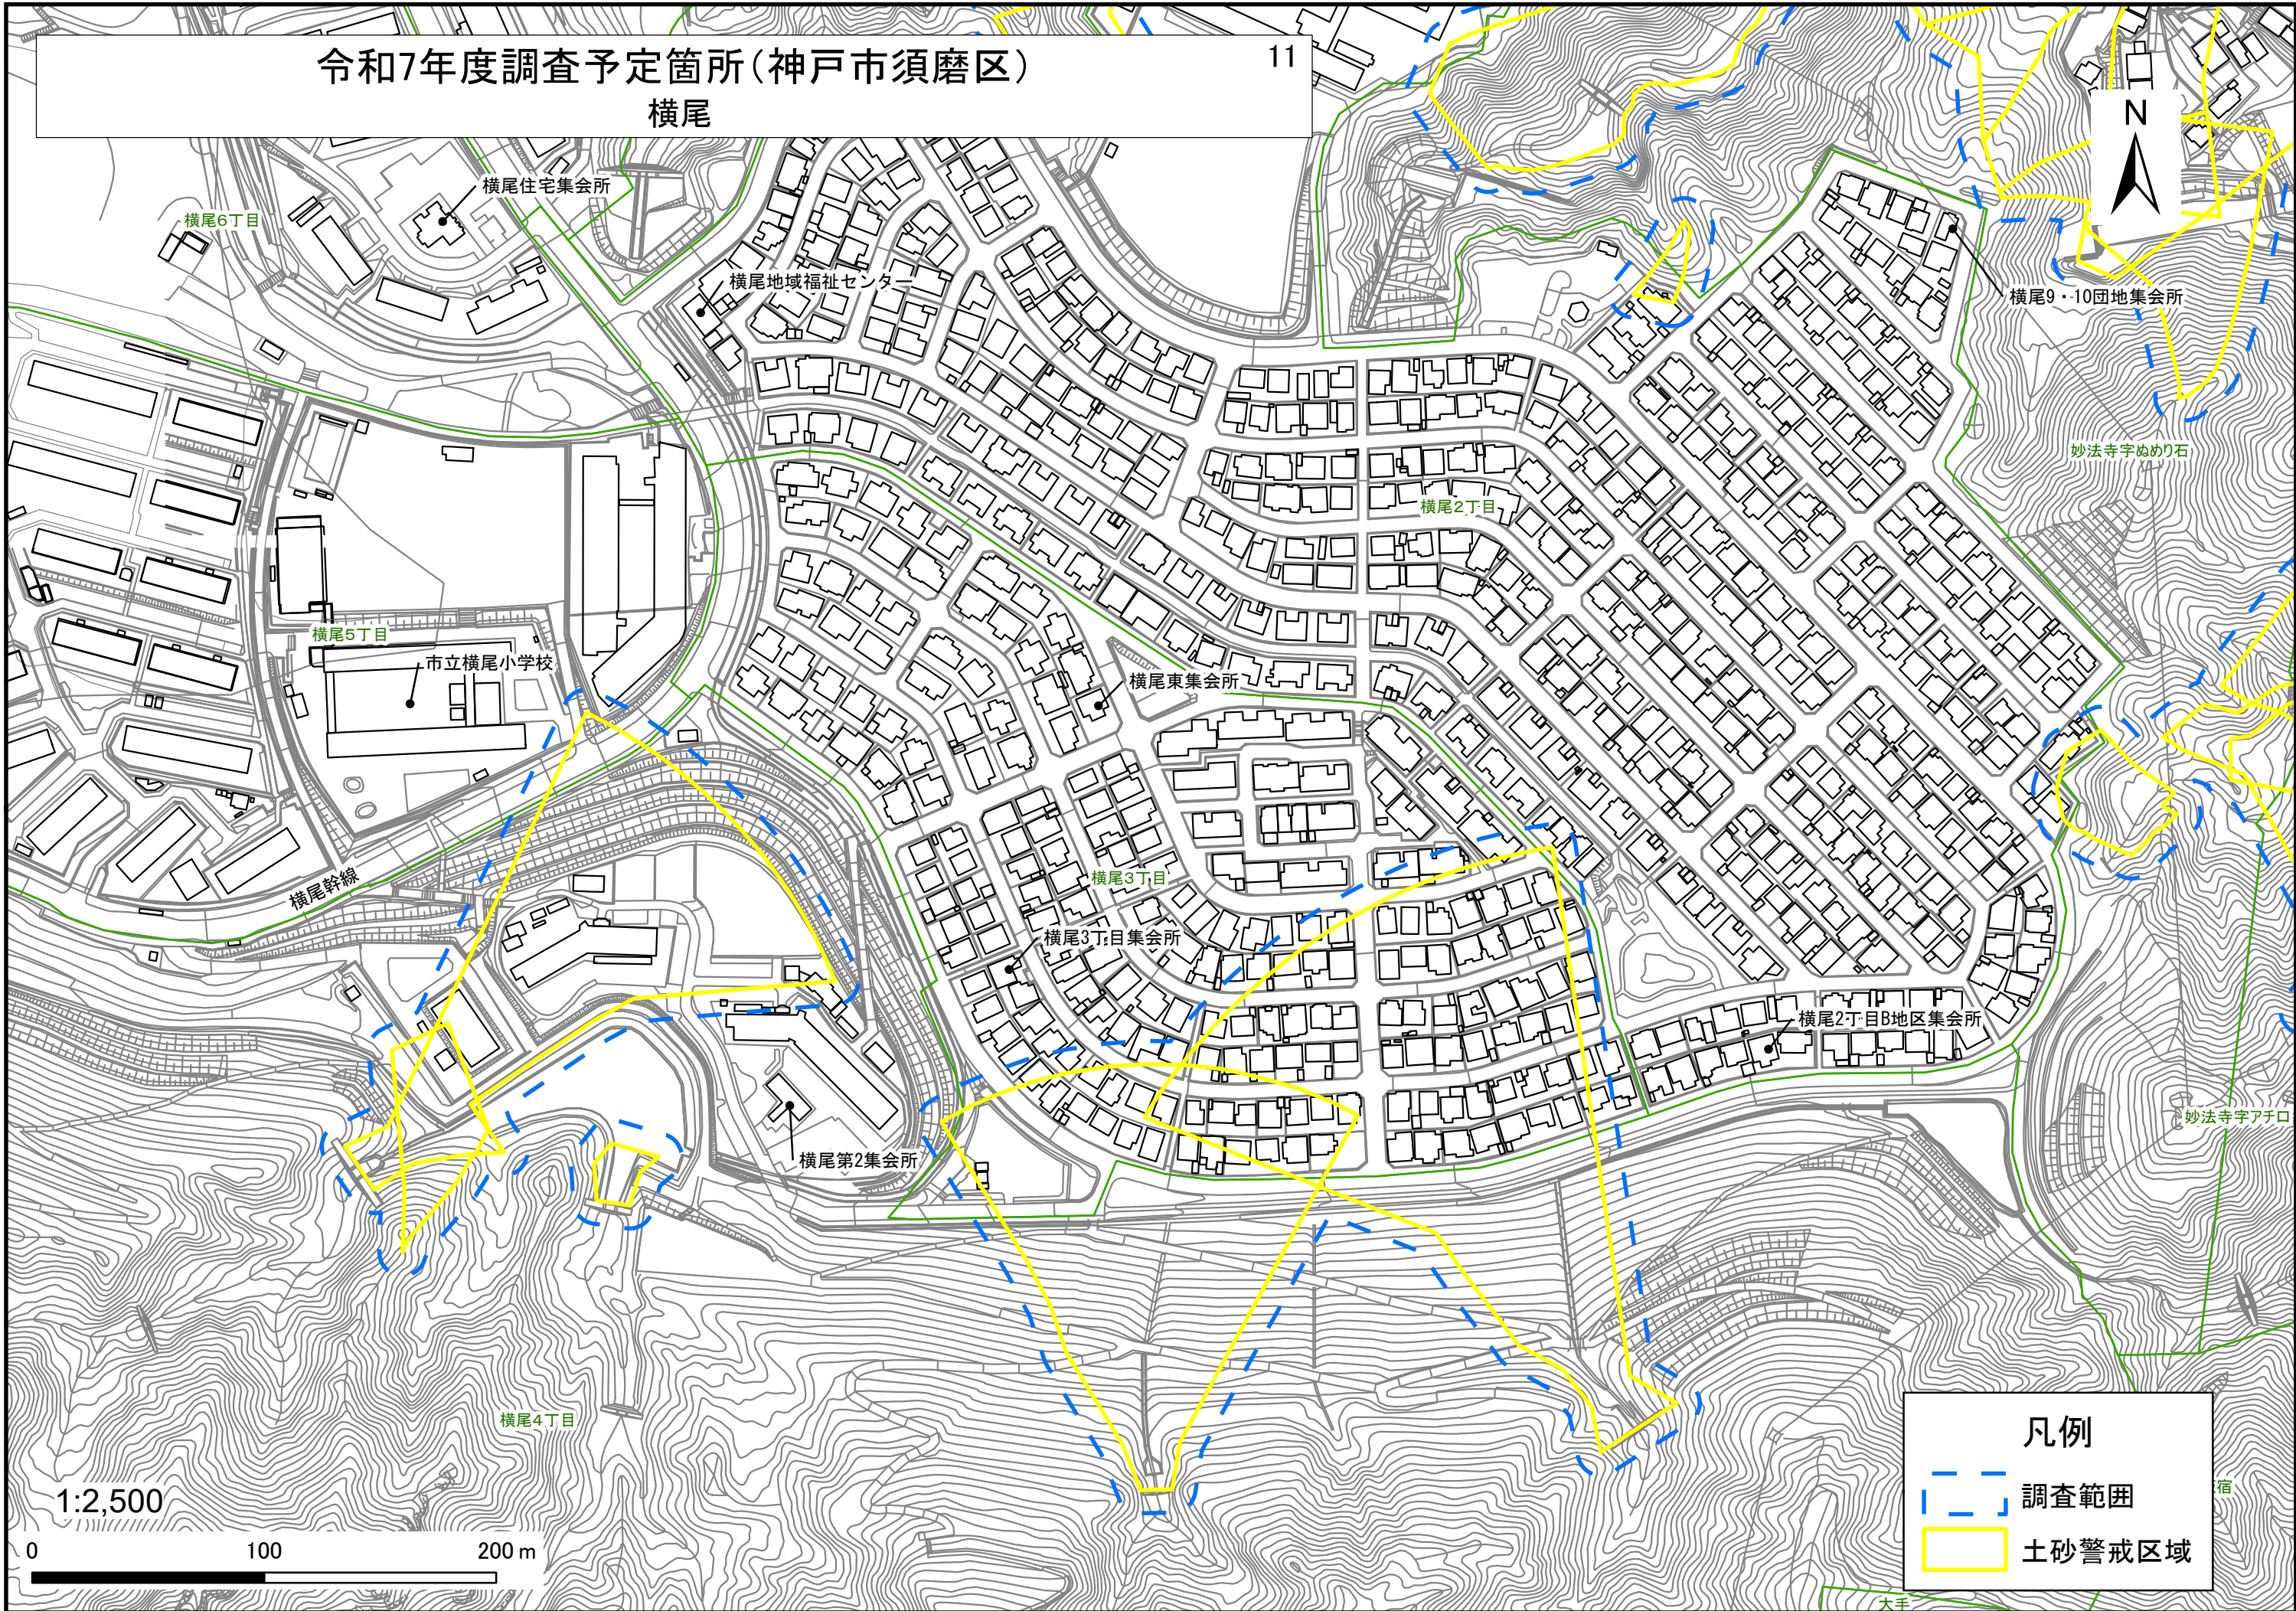 令和7年度調査予定箇所（神戸市須磨区）
横尾
11
N
横尾住宅集会所
横尾6丁目
横尾地域福祉センター
横尾9・10団地集会所
妙法寺字ぬめり石
横尾2丁目
横尾5丁目
市立横尾小学校
横尾東集会所
横尾幹線
横尾3丁目
横尾3丁目集会所
横尾2丁目B地区集会所
妙法寺字アチロ
横尾第2集会所
横尾4丁目
凡例
調査範囲
土砂警戒区域
宿
大手
1:2,500
0 100 200 m